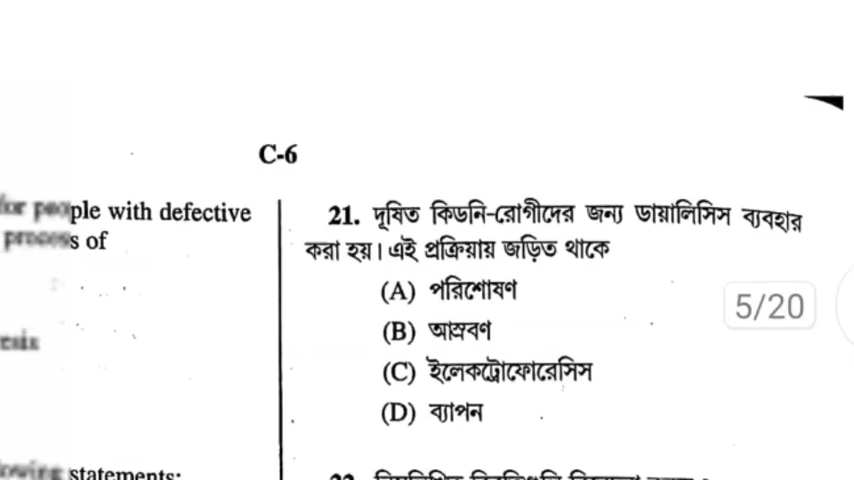 C-6
ple with defective
s of
21. দূষিত কিডনি-রোগীদের জন্য ডায়ালিসিস ব্যবহার
করা হয়। এই প্রক্রিয়ায় জড়িত থাকে
(A) পরিশোষণ
(B) আস্রবণ
(C) ইলেকট্রোফোরেসিস
(D) ব্যাপন
5/20
statements:
22.